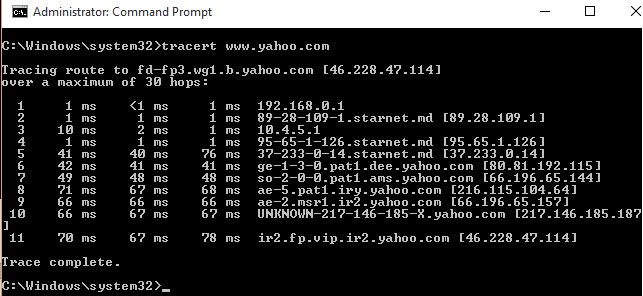 Administrator: Command Prompt
C:\Windows\system32>tracert www.yahoo.com
Tracing route to fd-fp3.wg1.b.yahoo.com [46.228.47.114]
over a maximum of 30 hops:
1 1 ms <1 ms 1 ms 192.168.0.1
2 1 ms 1 ms 1 ms 89-28-109-1.starnet.md [89.28.109.1]
3 10 ms 2 ms 1 ms 10.4.5.1
4 1 ms 1 ms 1 ms 95-65-1-126.starnet.md [95.65.1.126]
5 41 ms 40 ms 76 ms 37-233-0-14.starnet.md [37.233.0.14]
6 42 ms 41 ms 41 ms ge-1-3-0.pat1.dee.yahoo.com [80.81.192.115]
7 49 ms 48 ms 48 ms so-2-0-0.pat1.ams.yahoo.com [66.196.65.144]
8 71 ms 67 ms 68 ms ae-5.pat1.iry.yahoo.com [216.115.104.64]
9 66 ms 66 ms 67 ms ae-2.msr1.ir2.yahoo.com [66.196.65.157]
10 66 ms 67 ms 67 ms UNKNOWN-217-146-185-X.yahoo.com [217.146.185.187
]
11 70 ms 67 ms 78 ms ir2.fp.vip.ir2.yahoo.com [46.228.47.114]
Trace complete.
C:\Windows\system32>_